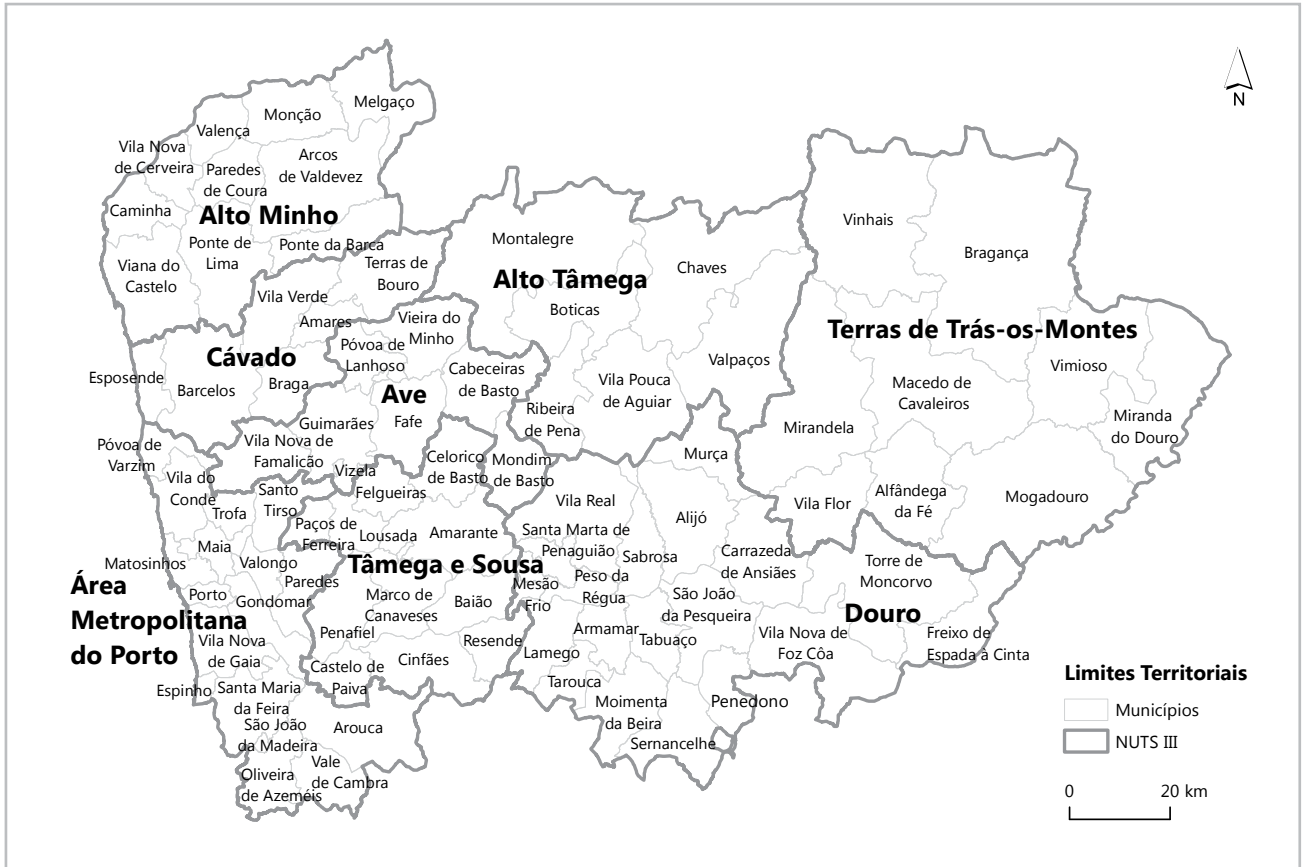 N
Melgaço
Monção
Valença
Vila Nova
de Cerveira
Arcos
de Valdevez
Paredes
de Coura
Caminha
Alto Minho
Ponte de
Lima
Ponte da Barca
Viana do
Castelo
Terras de
Bouro
Vila Verde
Amares
Cávado
Esposende
Barcelos
Braga
Vieira do
Minho
Póvoa de
Lanhoso
Cabeceiras
de Basto
Ave
Fafe
Guimarães
Vila Nova de
Famalicão
Vizela
Montalegre
Alto Tâmega
Chaves
Boticas
Valpaços
Vila Pouca
de Aguiar
Ribeira
de Pena
Vinhais
Bragança
Terras de Trás-os-Montes
Vimioso
Macedo de
Cavaleiros
Miranda
do Douro
Mirandela
Vila Flor
Alfândega
da Fé
Mogadouro
Póvoa de
Varzim
Vila do
Conde
Santo
Tirso
Trofa
Matosinhos
Maia
Valongo
Paredes
Porto
Gondomar
Área
Metropolitana
do Porto
Vila Nova
de Gaia
Espinho
Santa Maria
da Feira
São João
da Madeira
Arouca
Vale
de Cambra
Oliveira
de Azeméis
Celorico
de Basto
Mondim
de Basto
Felgueiras
Paços de
Ferreira
Lousada
Amarante
Tâmega e Sousa
Marco de
Canaveses
Baião
Penafiel
Resende
Cinfães
Castelo de
Paiva
Murça
Vila Real
Alijó
Santa Marta de
Penaguião
Sabrosa
Carrazeda
de Ansiães
Torre de
Moncorvo
Mesão
Frio
Peso da
Régua
São João
da Pesqueira
Douro
Armamar
Tabuaço
Vila Nova de
Foz Côa
Freixo de
Espada à Cinta
Lamego
Tarouca
Moimenta
da Beira
Penedono
Sernancelhe
Limites Territoriais
Municípios
NUTS III
0 20 km